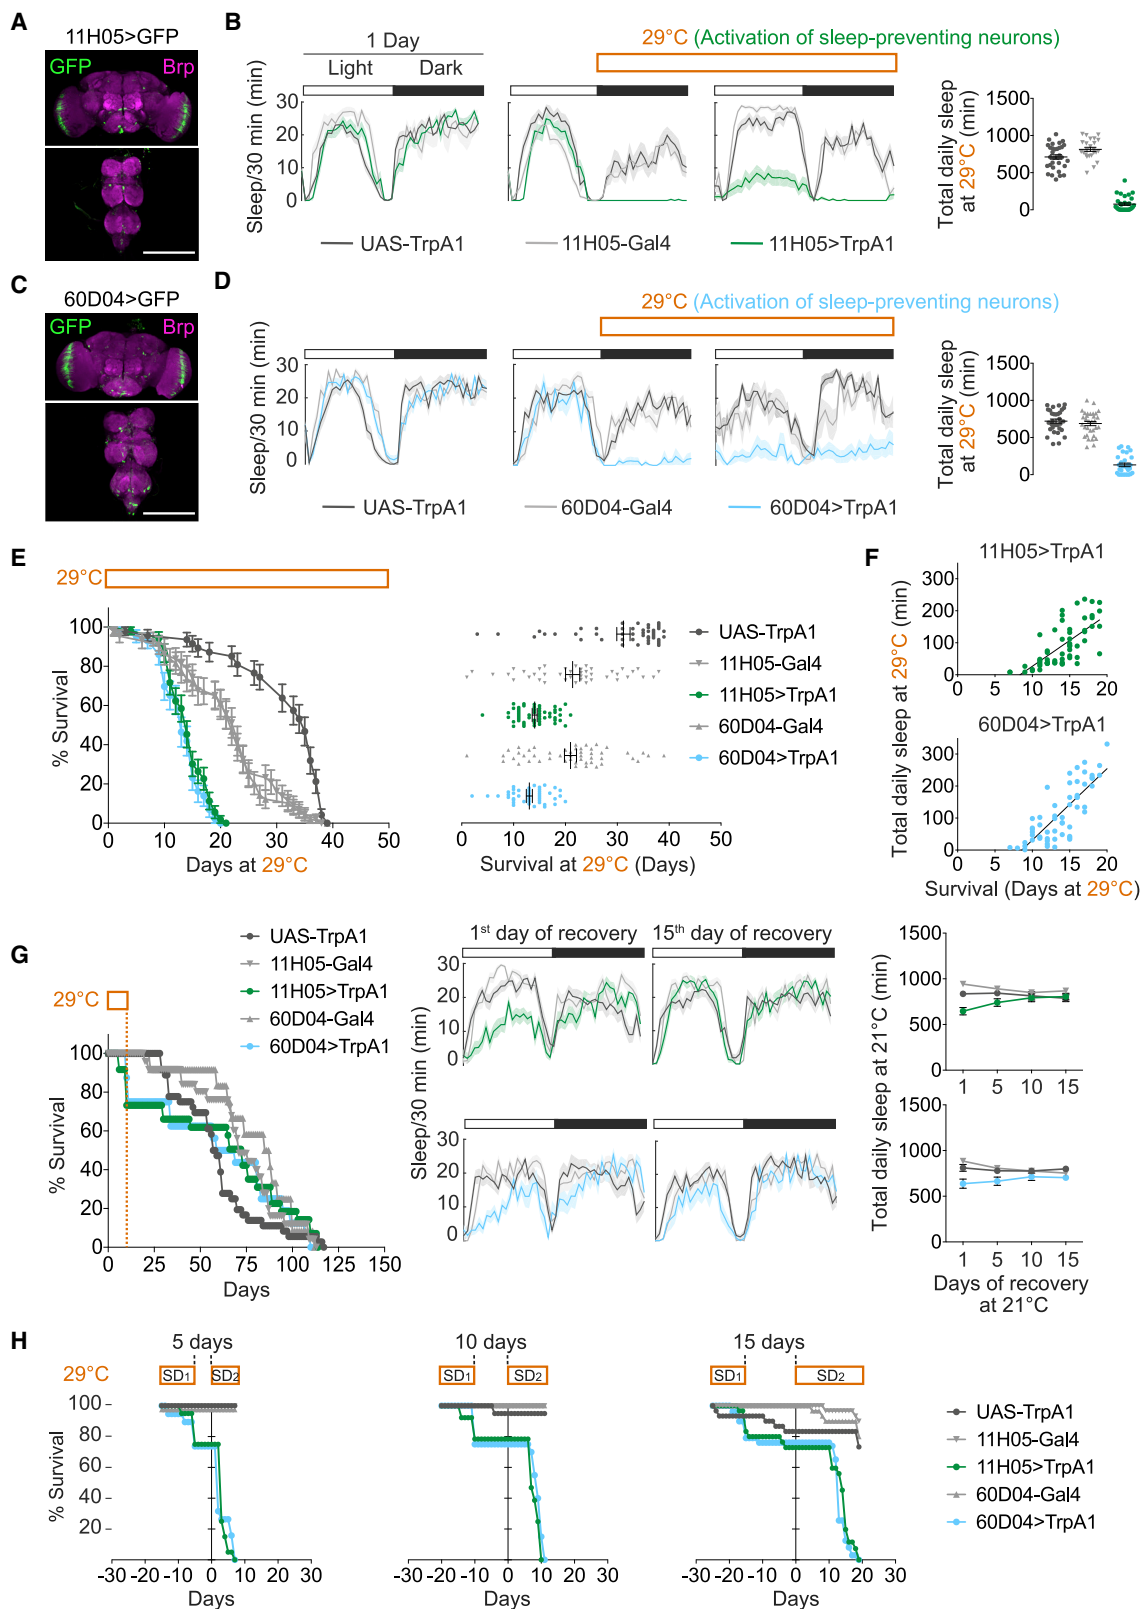 A
11H05>GFP
GFP
Brp
B
29°C (Activation of sleep-preventing neurons)
1 Day
Light
Dark
Sleep/30 min (min)
30
20
10
0
UAS-TrpA1
11H05-Gal4
11H05>TrpA1
Total daily sleep
at 29°C (min)
1500
1000
500
0
C
60D04>GFP
GFP
Brp
D
29°C (Activation of sleep-preventing neurons)
Sleep/30 min (min)
30
20
10
0
UAS-TrpA1
60D04-Gal4
60D04>TrpA1
Total daily sleep
at 29°C (min)
1500
1000
500
0
E
29°C
% Survival
100
80
60
40
20
0
0 10 20 30 40 50
Days at 29°C
UAS-TrpA1
11H05-Gal4
11H05>TrpA1
60D04-Gal4
60D04>TrpA1
0 10 20 30 40 50
Survival at 29°C (Days)
F
11H05>TrpA1
Total daily sleep at 29°C (min)
300
200
100
0
0 5 10 15 20
60D04>TrpA1
300
200
100
0
0 5 10 15 20
Survival (Days at 29°C)
G
UAS-TrpA1
11H05-Gal4
11H05>TrpA1
60D04-Gal4
60D04>TrpA1
29°C
% Survival
100
80
60
40
20
0
0 25 50 75 100 125 150
Days
1st day of recovery
15th day of recovery
Sleep/30 min (min)
30
20
10
0
30
20
10
0
Total daily sleep at 21°C (min)
1500
1000
500
0
1 5 10 15
1500
1000
500
0
1 5 10 15
Days of recovery
at 21°C
H
29°C
5 days
SD1
SD2
10 days
SD1
SD2
15 days
SD1
SD2
% Survival
100
80
60
40
20
-30 -20 -10 0 10 20 30
Days
-30 -20 -10 0 10 20 30
Days
-30 -20 -10 0 10 20 30
Days
UAS-TrpA1
11H05-Gal4
11H05>TrpA1
60D04-Gal4
60D04>TrpA1